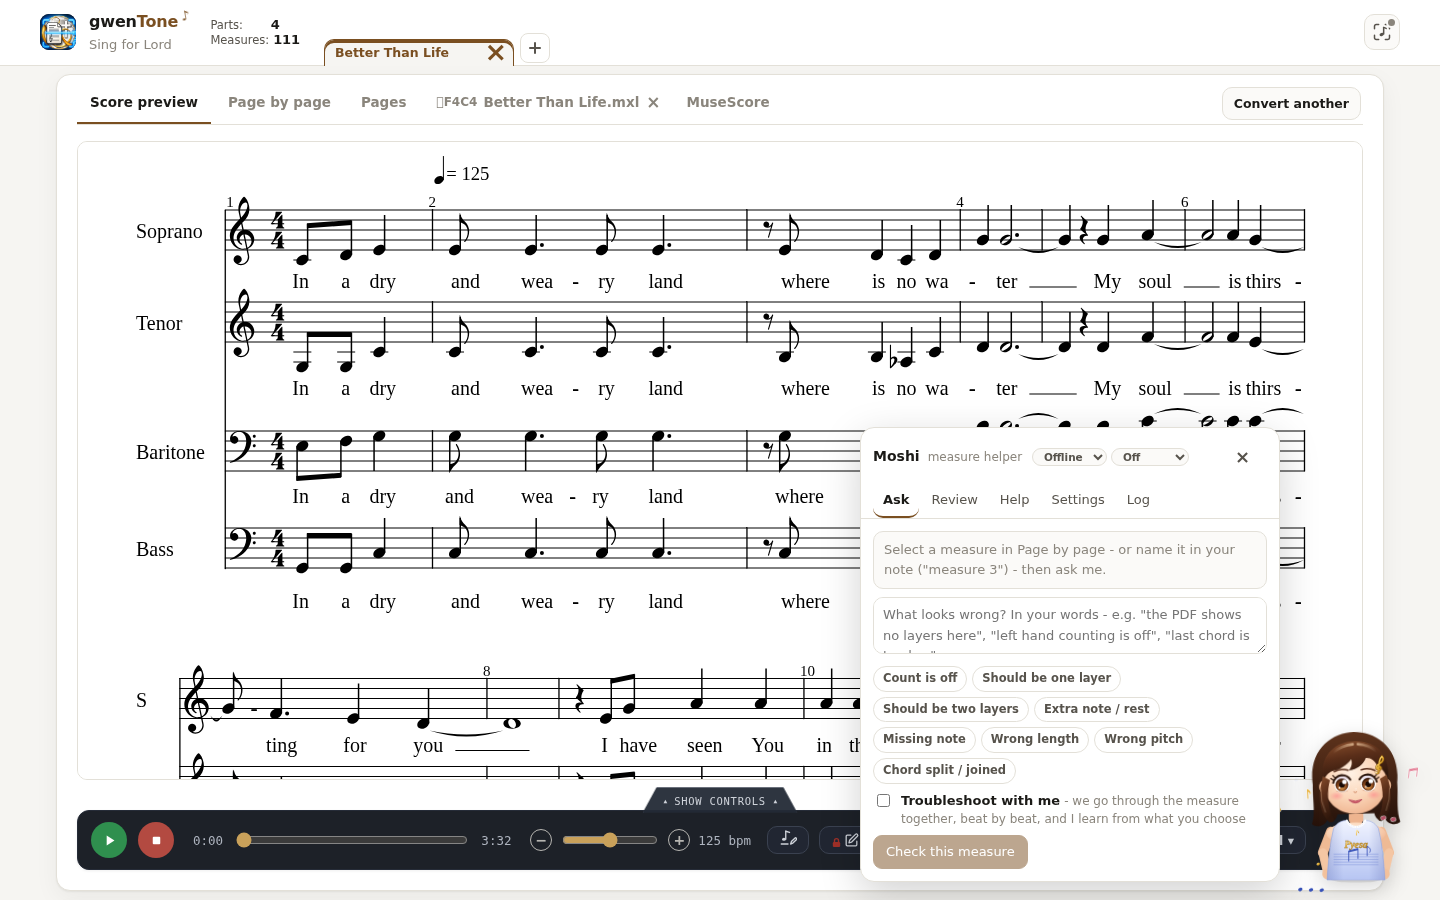 gwenTone
Sing for Lord
Parts: 4
Measures: 111
Better Than Life
Score preview
Page by page
Pages
F4C4 Better Than Life.mxl
MuseScore
Convert another
= 125
1 2 4 6
Soprano
In a dry and wea - ry land where is no wa - ter My soul is thirs -
Tenor
In a dry and wea - ry land where is no wa - ter My soul is thirs -
Baritone
In a dry and wea - ry land where
Bass
In a dry and wea - ry land where -
8 10
S
- ting for you I have seen You in
Moshi measure helper Offline Off
Ask Review Help Settings Log
Select a measure in Page by page - or name it in your
note ("measure 3") - then ask me.
What looks wrong? In your words - e.g. "the PDF shows
no layers here", "left hand counting is off", "last chord is
Count is off
Should be one layer
Should be two layers
Extra note / rest
Missing note
Wrong length
Wrong pitch
Chord split / joined
Troubleshoot with me - we go through the measure
together, beat by beat, and I learn from what you choose
Check this measure
SHOW CONTROLS
0:00 3:32 125 bpm